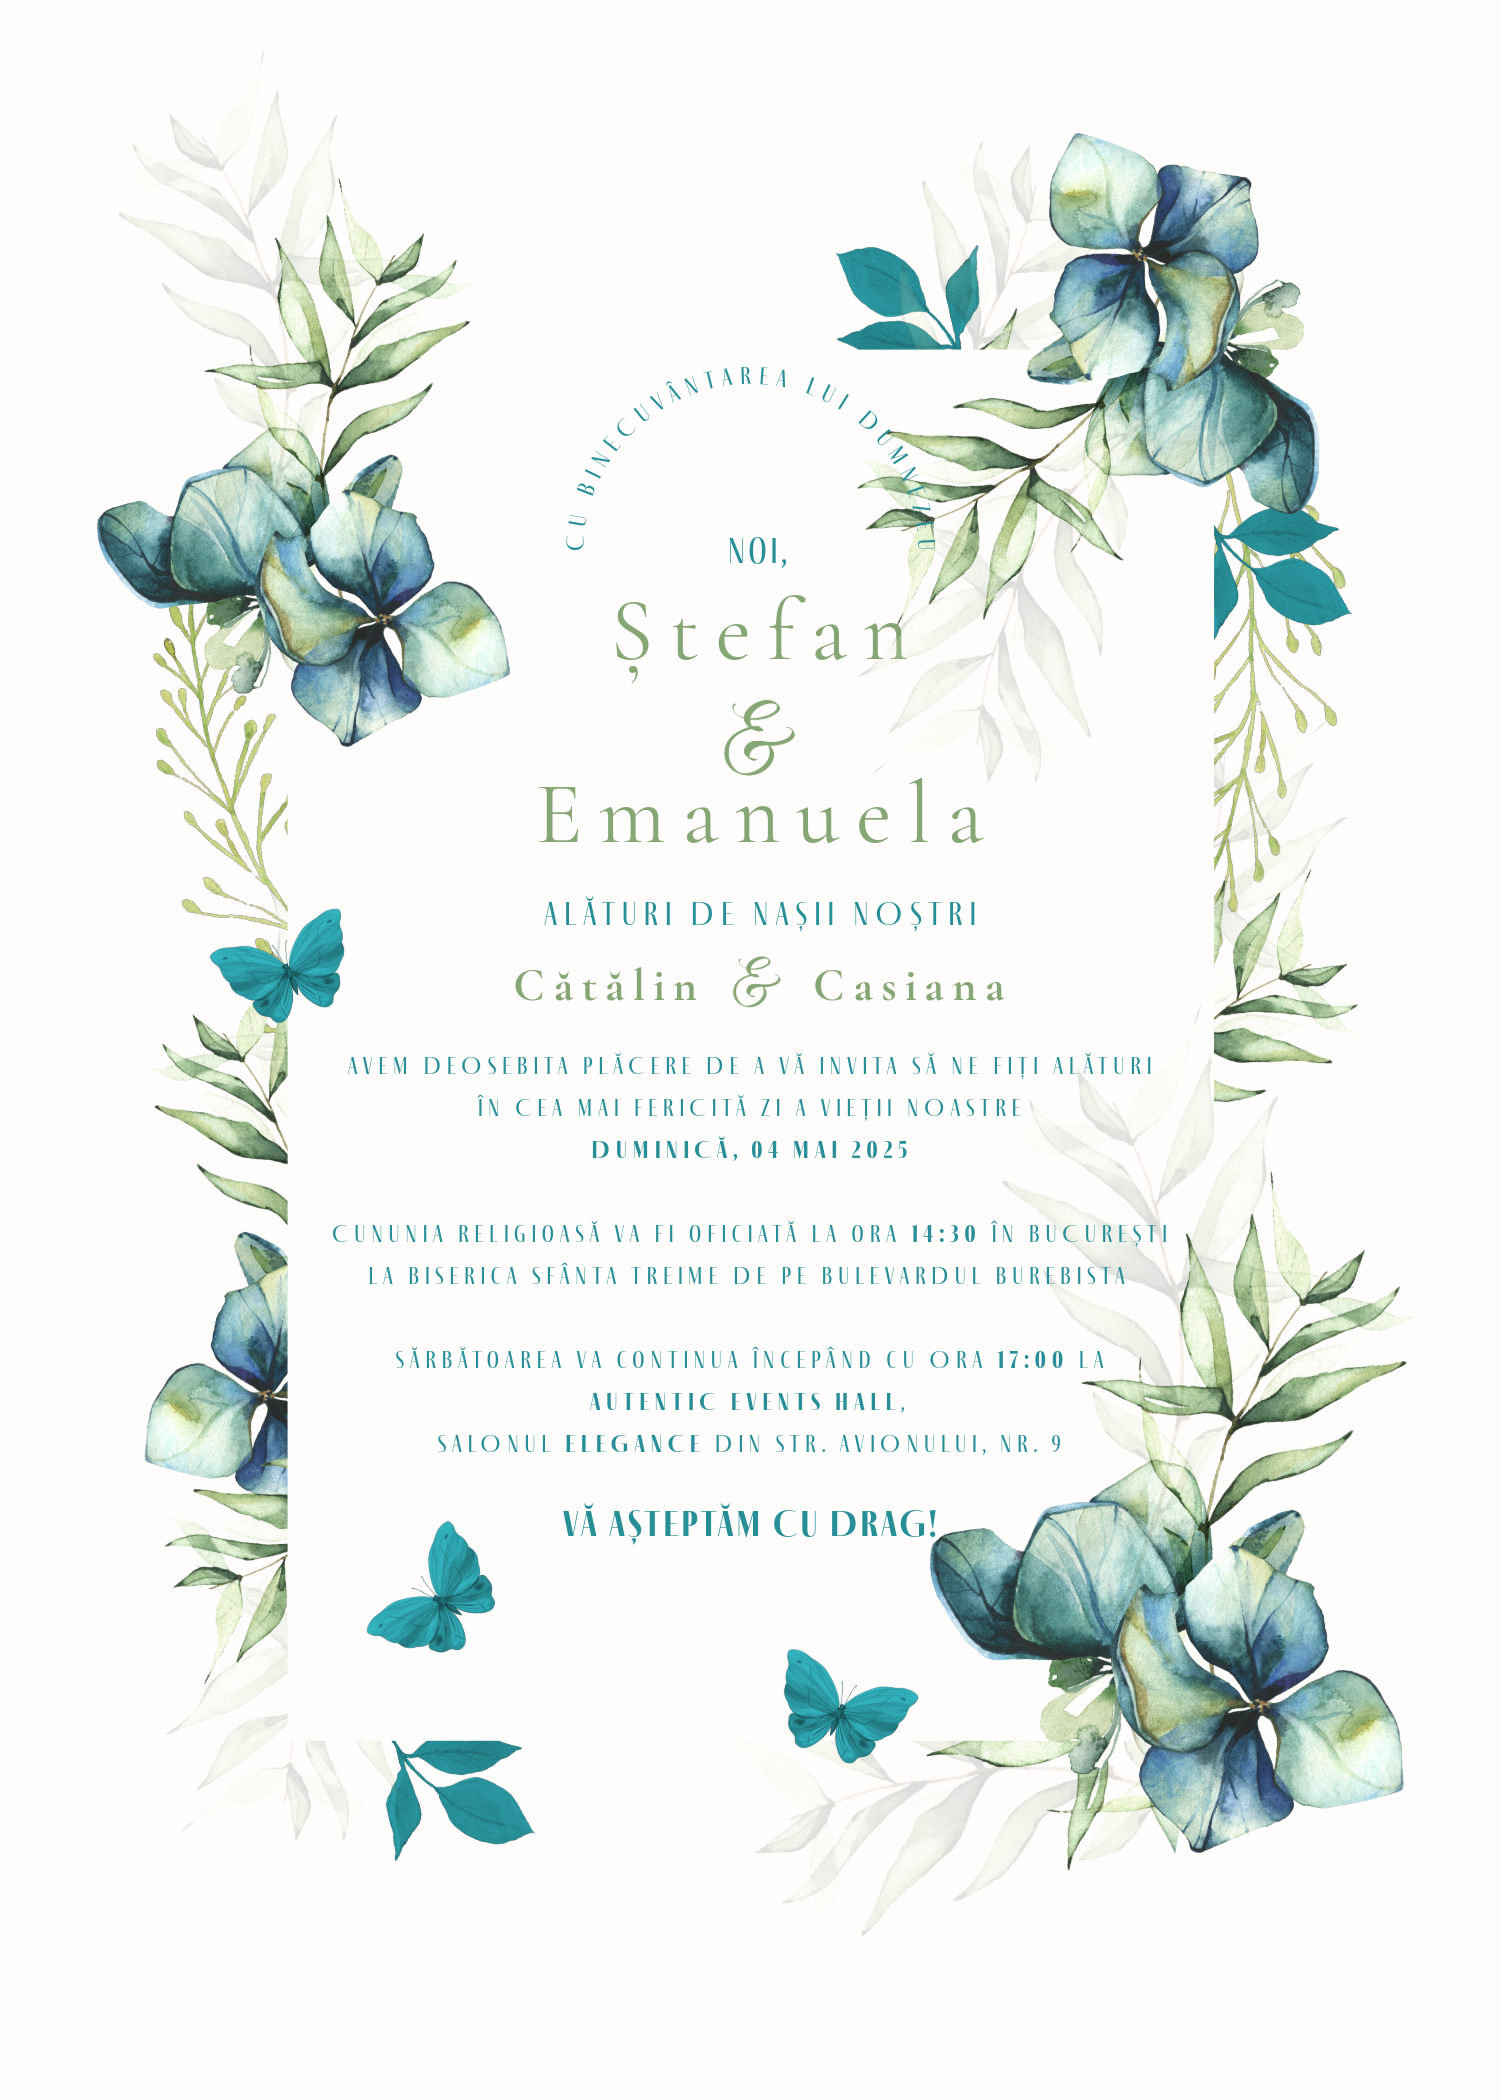 CU BINECUVÂNTAREA LUI DUMNEZEU
NOI,
Ștefan
&
Emanuela
ALĂTURI DE NAȘII NOȘTRI
Cătălin & Casiana
AVEM DEOSEBITA PLĂCERE DE A VĂ INVITA SĂ NE FIȚI ALĂTURI
ÎN CEA MAI FERICITĂ ZI A VIEȚII NOASTRE
DUMINICĂ, 04 MAI 2025
CUNUNIA RELIGIOASĂ VA FI OFICIATĂ LA ORA 14:30 ÎN BUCUREȘTI
LA BISERICA SFÂNTA TREIME DE PE BULEVARDUL BUREBISTA
SĂRBĂTOAREA VA CONTINUA ÎNCEPÂND CU ORA 17:00 LA
AUTENTIC EVENTS HALL,
SALONUL ELEGANCE DIN STR. AVIONULUI, NR. 9
VĂ AȘTEPTĂM CU DRAG!